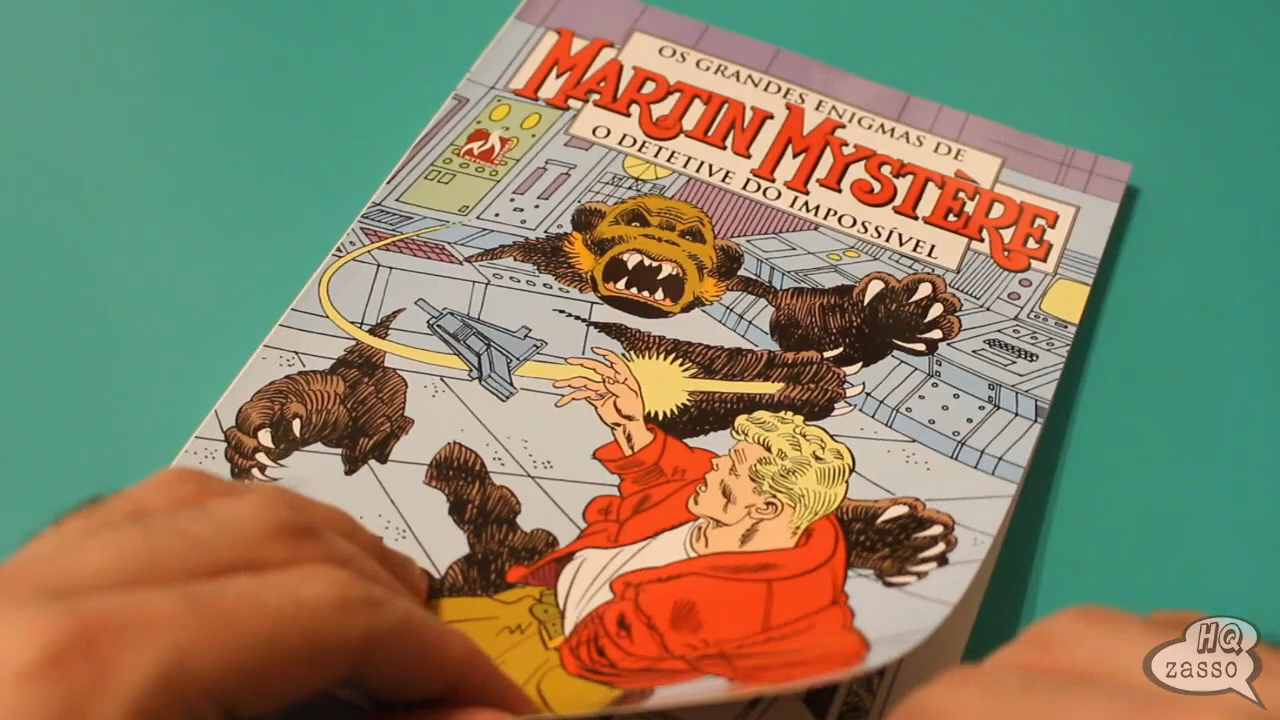 OS GRANDES ENIGMAS DE
MARTIN MYSTÈRE
O DETETIVE DO IMPOSSÍVEL
HQ
zasso